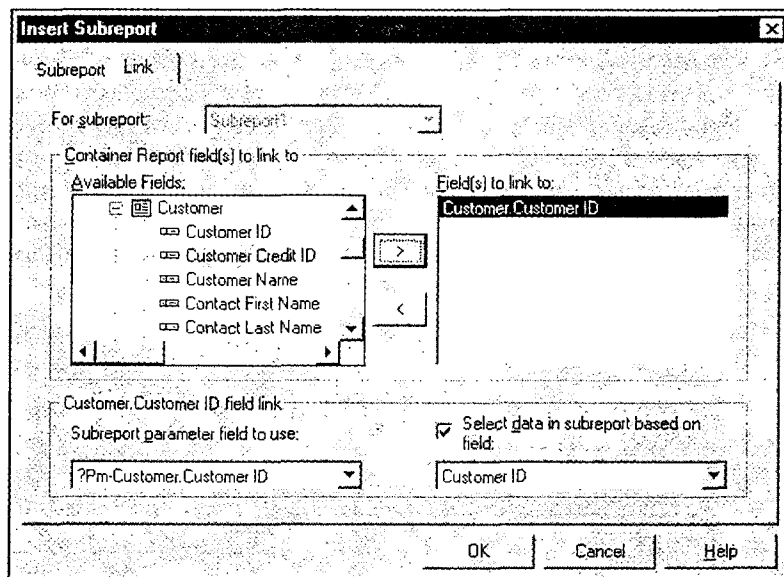 Insert Subreport
Subreport Link
For subreport: Subreport1
Container Report field(s) to link to
Available Fields:
Field(s) to link to:
Customer
Customer ID
Customer Credit ID
Customer Name
Contact First Name
Contact Last Name
>
<
Customer.Customer ID
Customer.Customer ID field link
Subreport parameter field to use:
?Pm-Customer.Customer ID
Select data in subreport based on
field:
Customer ID
OK Cancel Help